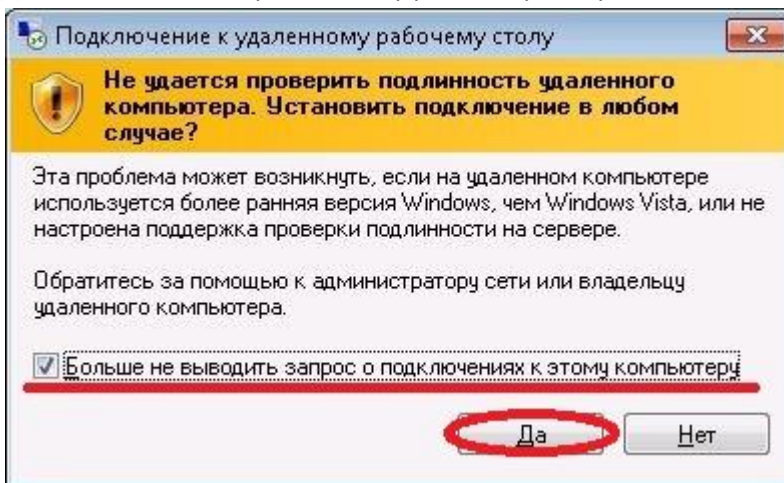 Подключение к удаленному рабочему столу
Не удается проверить подлинность удаленного
компьютера. Установить подключение в любом
случае?
Эта проблема может возникнуть, если на удаленном компьютере
используется более ранняя версия Windows, чем Windows Vista, или не
настроена поддержка проверки подлинности на сервере.
Обратитесь за помощью к администратору сети или владельцу
удаленного компьютера.
Больше не выводить запрос о подключениях к этому компьютеру
Да
Нет